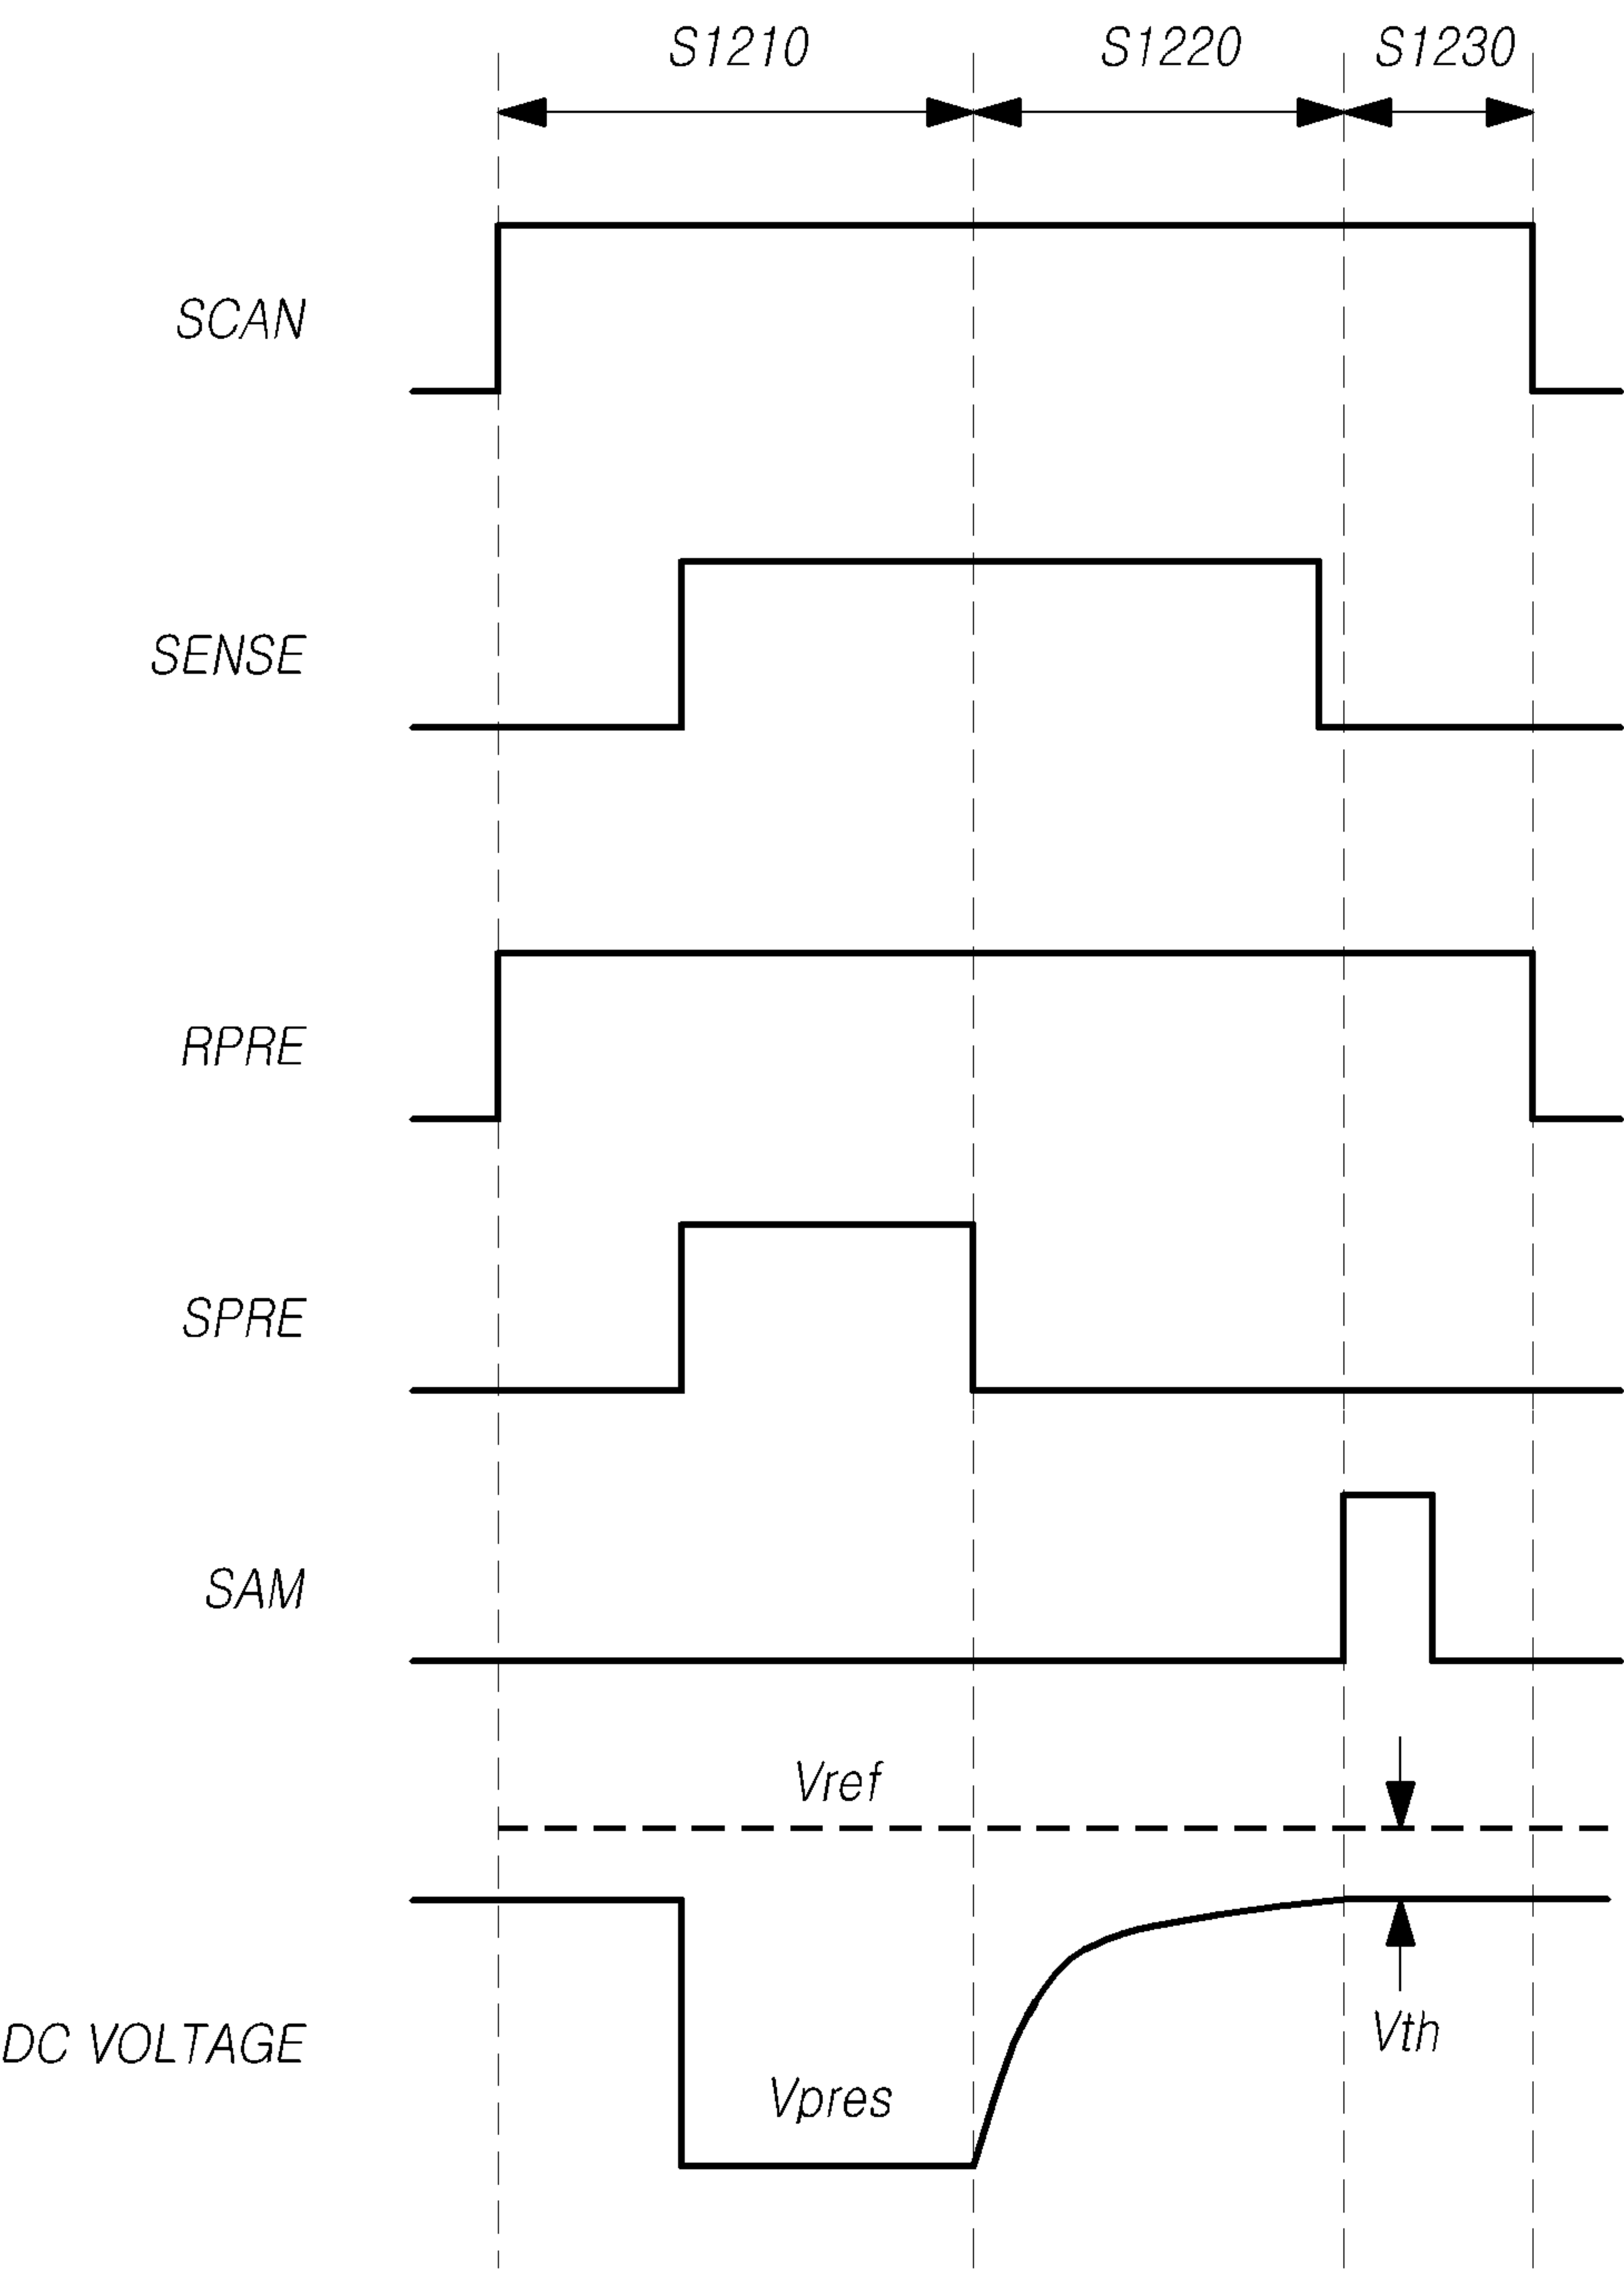 S1210 S1220 S1230
SCAN
SENSE
RPRE
SPRE
SAM
Vref
Vth
DC VOLTAGE
Vpres